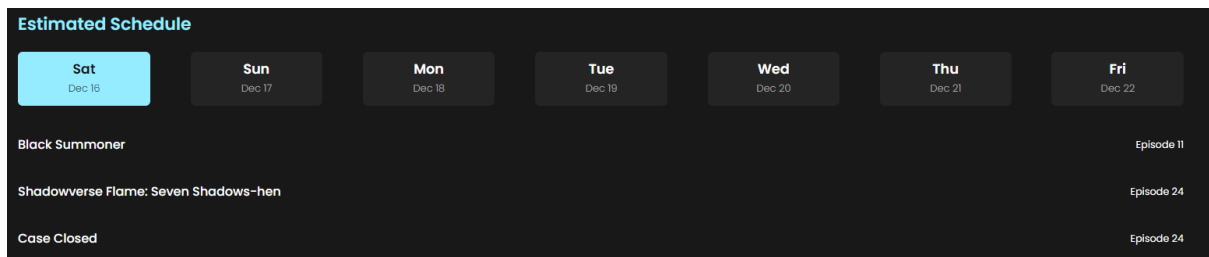 Estimated Schedule
Sat Sun Mon Tue Wed Thu Fri
Dec 16 Dec 17 Dec 18 Dec 19 Dec 20 Dec 21 Dec 22
Black Summoner Episode 11
Shadowverse Flame: Seven Shadows-hen Episode 24
Case Closed Episode 24